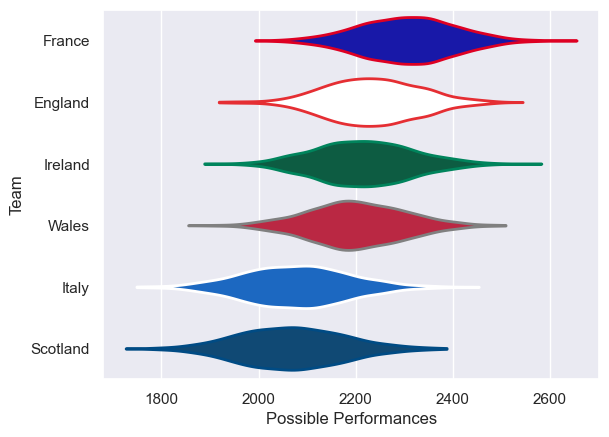 France
England
Ireland
Wales
Italy
Scotland
Team
1800 2000 2200 2400 2600
Possible Performances